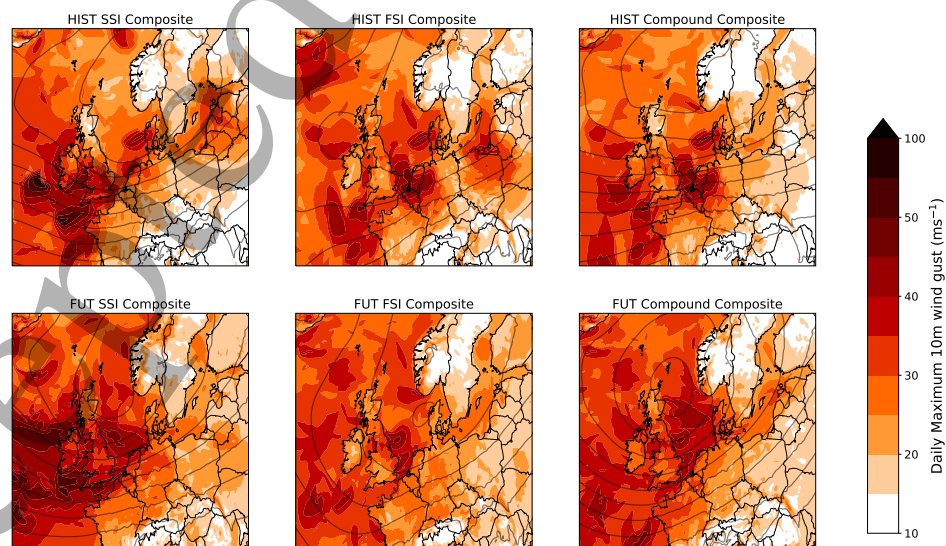 HIST SSI Composite
HIST FSI Composite
HIST Compound Composite
FUT SSI Composite
FUT FSI Composite
FUT Compound Composite
100
50
40
30
20
10
Daily Maximum 10m wind gust (ms⁻¹)